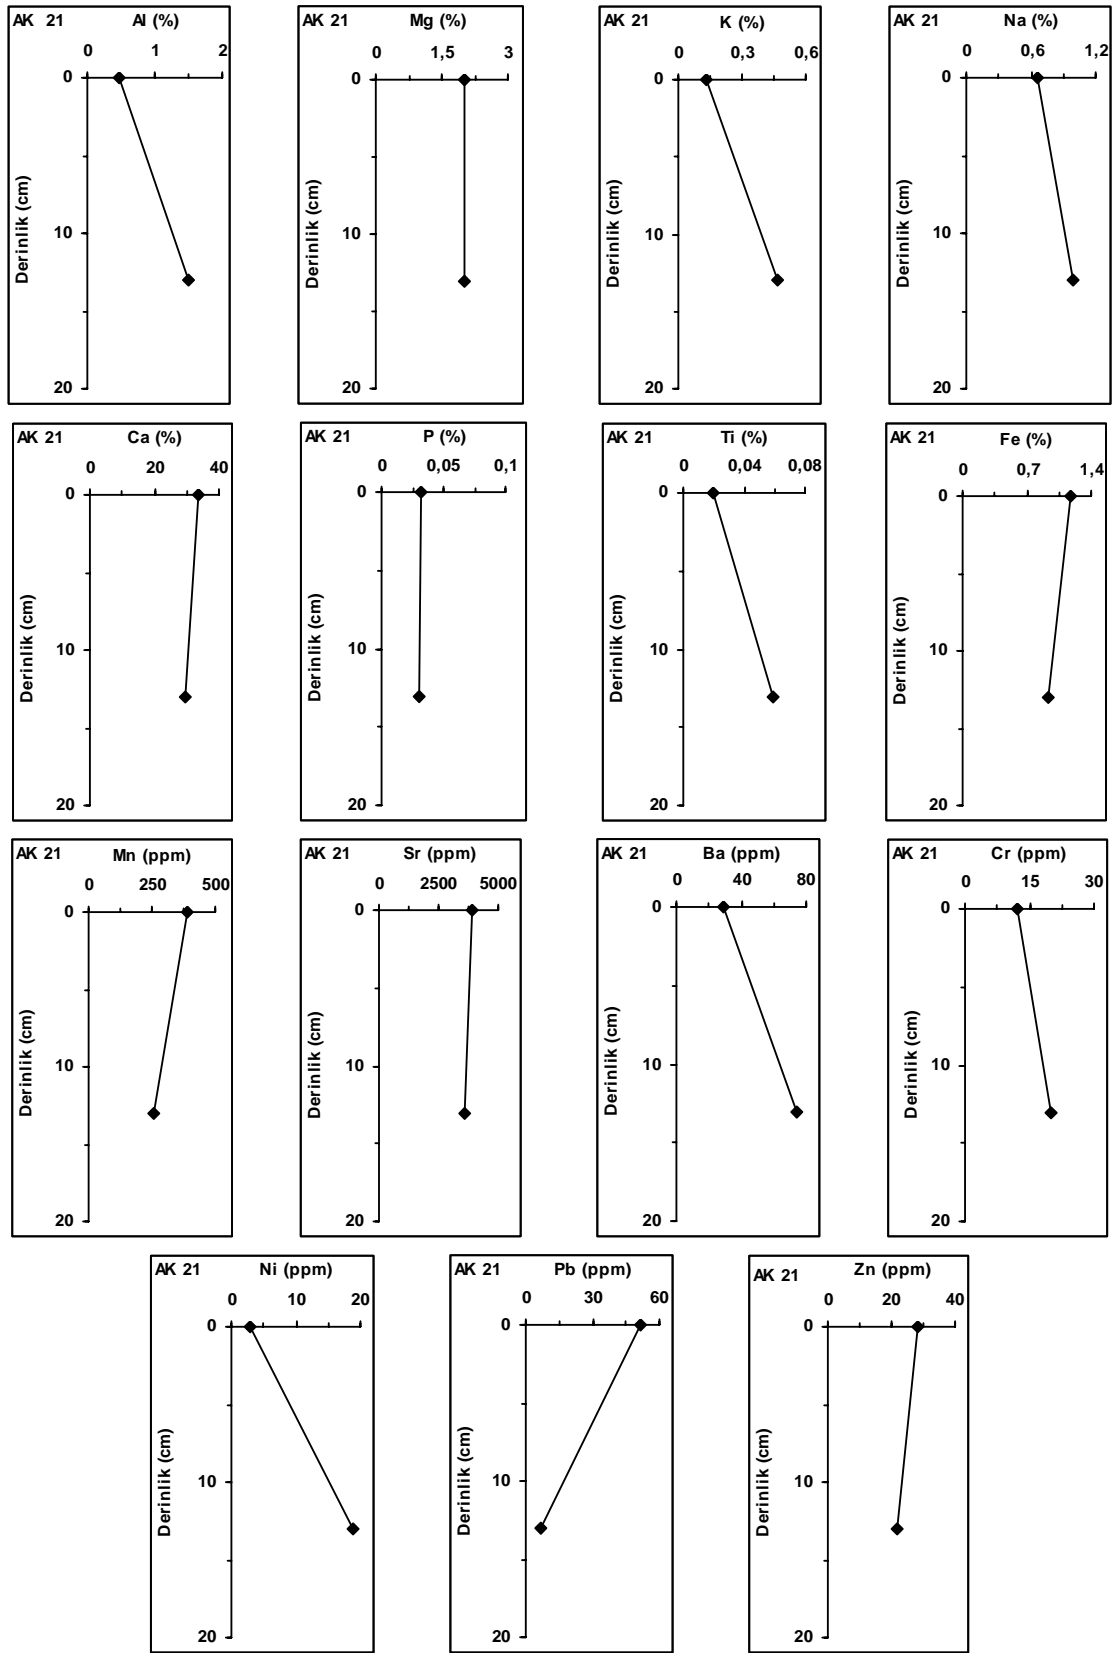 AK 21 Al (%)
0 1 2
0
10
20
Derinlik (cm)
AK 21 Mg (%)
0 1,5 3
0
10
20
Derinlik (cm)
AK 21 K (%)
0 0,3 0,6
0
10
20
Derinlik (cm)
AK 21 Na (%)
0 0,6 1,2
0
10
20
Derinlik (cm)
AK 21 Ca (%)
0 20 40
0
10
20
Derinlik (cm)
AK 21 P (%)
0 0,05 0,1
0
10
20
Derinlik (cm)
AK 21 Ti (%)
0 0,04 0,08
0
10
20
Derinlik (cm)
AK 21 Fe (%)
0 0,7 1,4
0
10
20
Derinlik (cm)
AK 21 Mn (ppm)
0 250 500
0
10
20
Derinlik (cm)
AK 21 Sr (ppm)
0 2500 5000
0
10
20
Derinlik (cm)
AK 21 Ba (ppm)
0 40 80
0
10
20
Derinlik (cm)
AK 21 Cr (ppm)
0 15 30
0
10
20
Derinlik (cm)
AK 21 Ni (ppm)
0 10 20
0
10
20
Derinlik (cm)
AK 21 Pb (ppm)
0 30 60
0
10
20
Derinlik (cm)
AK 21 Zn (ppm)
0 20 40
0
10
20
Derinlik (cm)